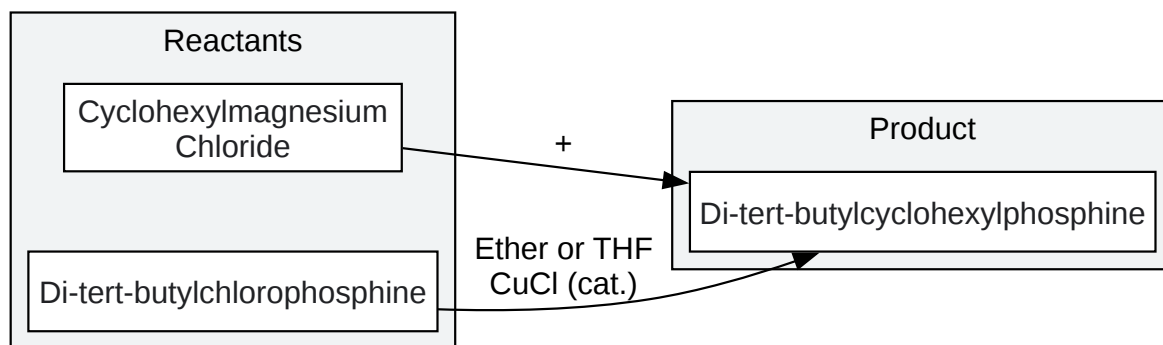 Reactants
Cyclohexylmagnesium
Chloride
+
Product
Di-tert-butylcyclohexylphosphine
Ether or THF
CuCl (cat.)
Di-tert-butylchlorophosphine